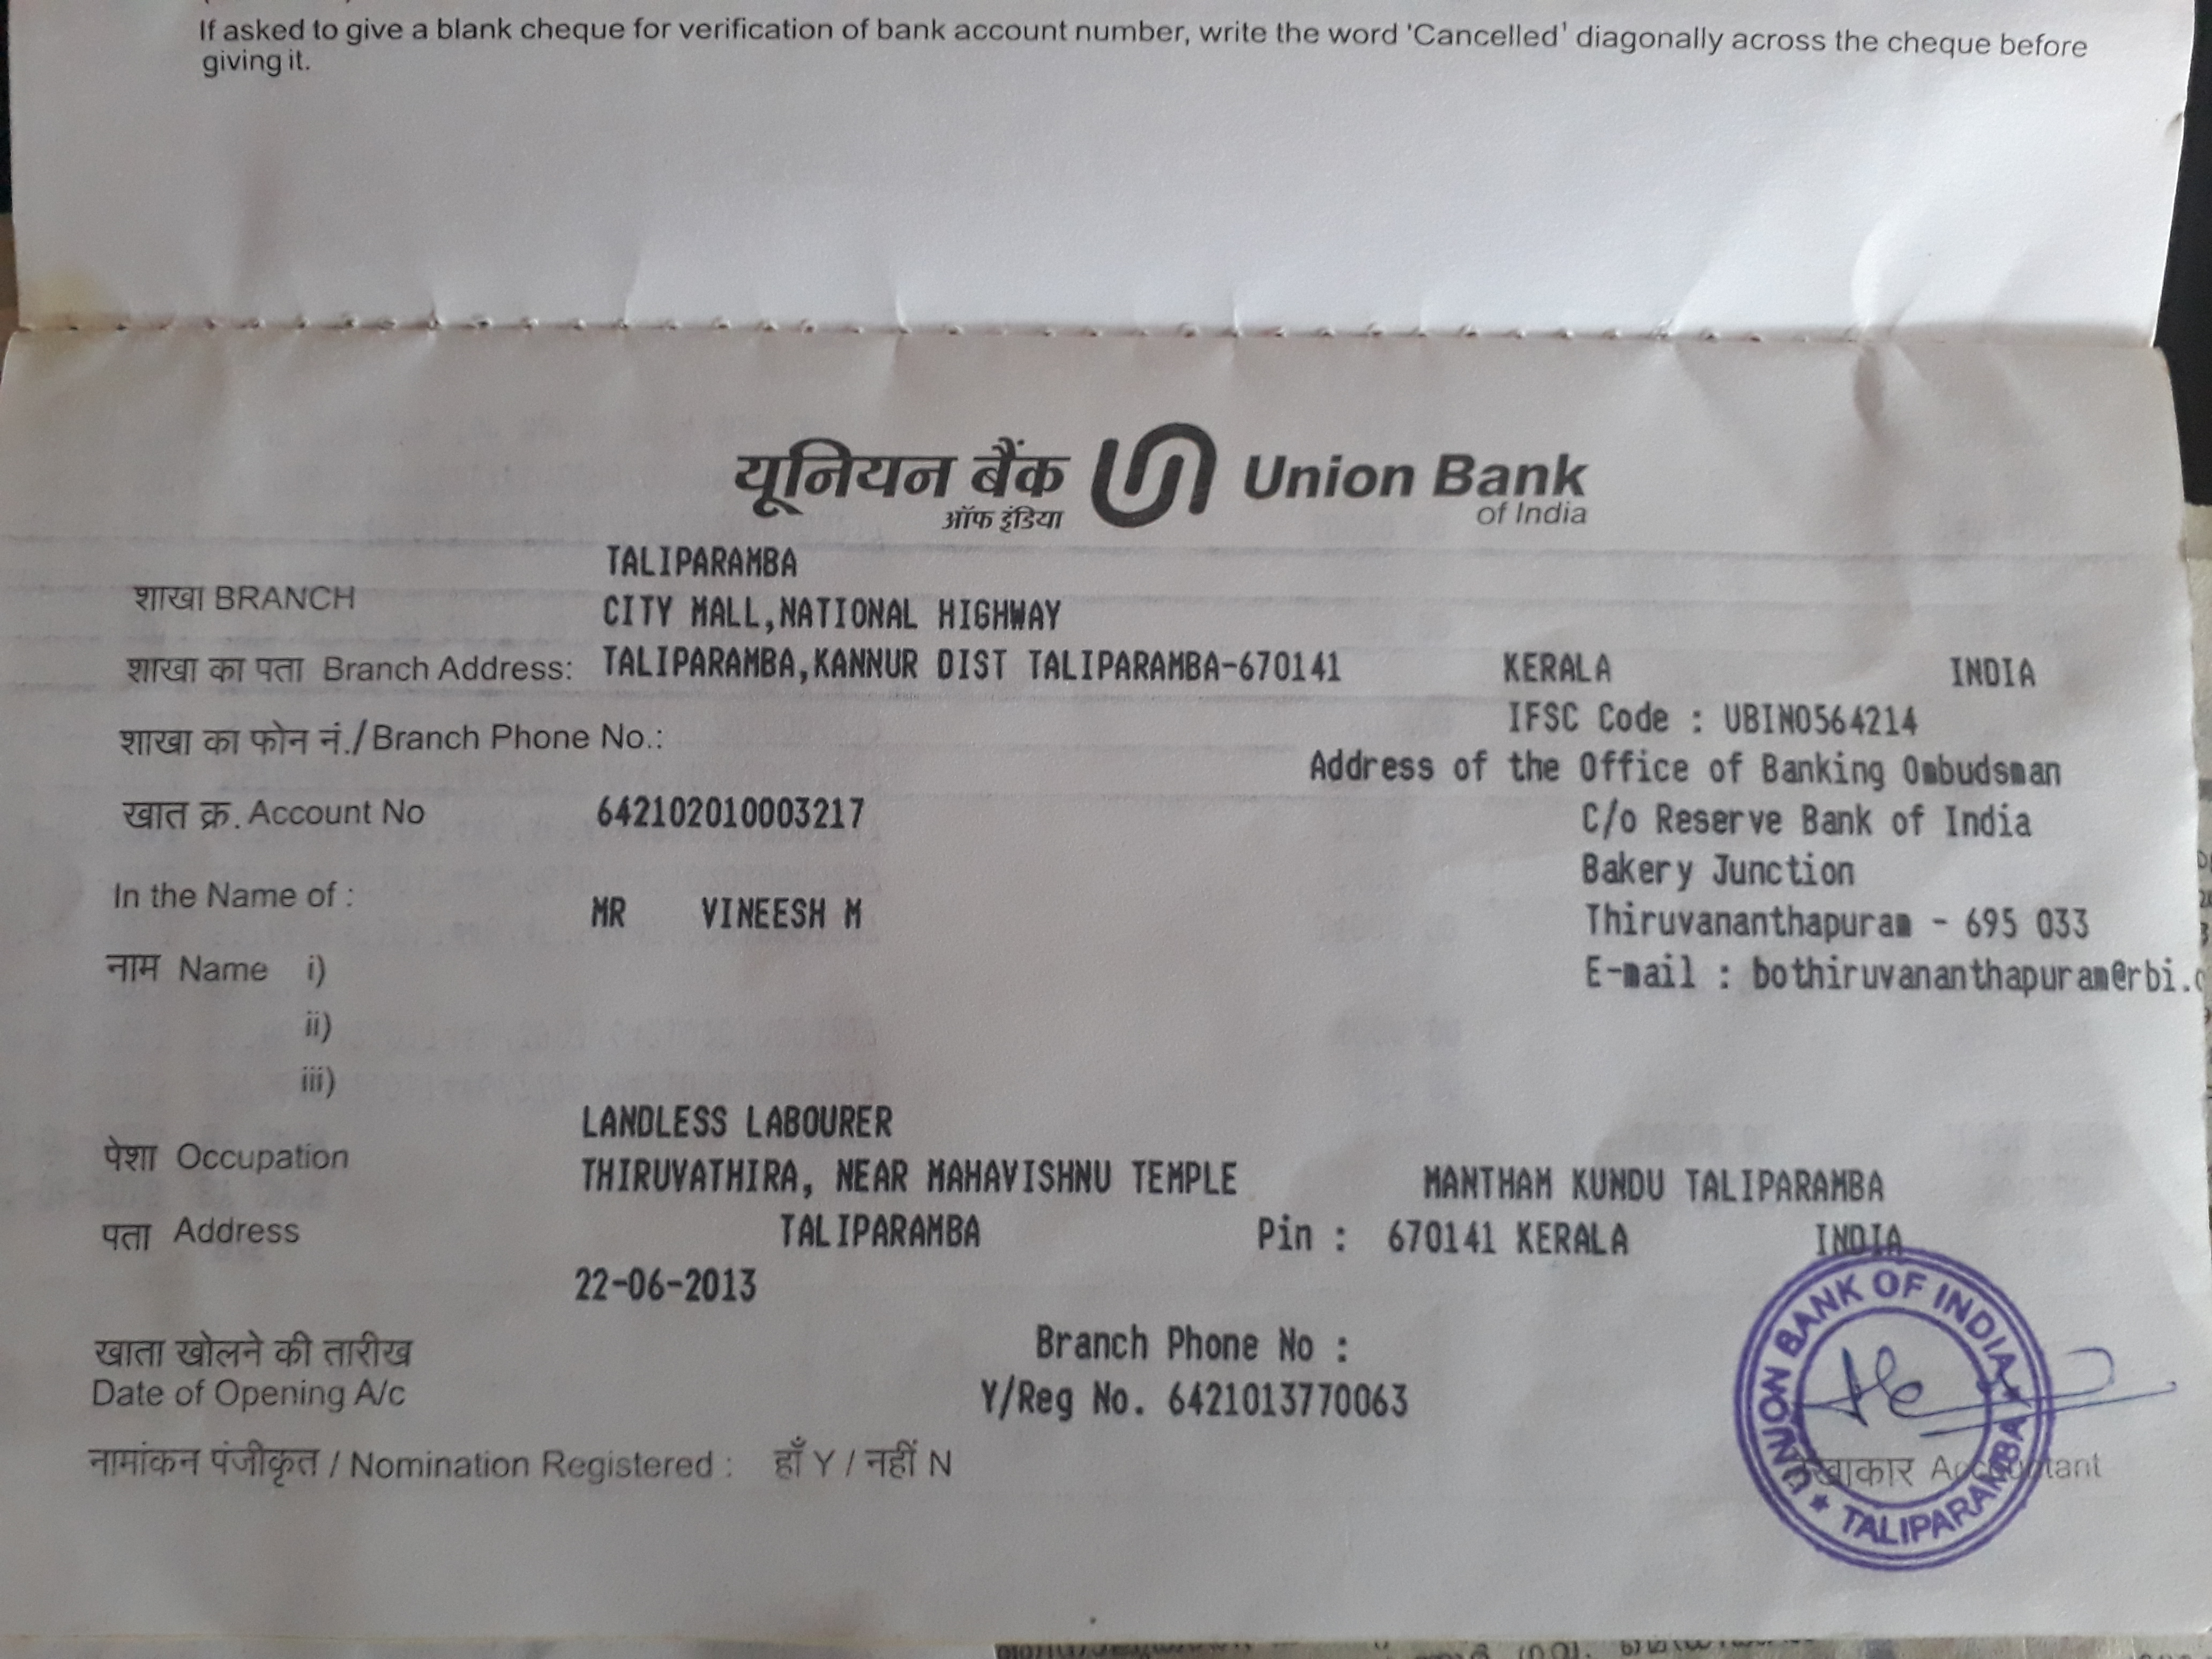 If asked to give a blank cheque for verification of bank account number, write the word 'Cancelled' diagonally across the cheque before
giving it.
यूनियन बैंक Union Bank
ऑफ इंडिया of India
TALIPARAMBA
शाखा BRANCH
CITY MALL,NATIONAL HIGHWAY
शाखा का पता Branch Address: TALIPARAMBA,KANNUR DIST TALIPARAMBA-670141 KERALA INDIA
IFSC Code : UBIN0564214
शाखा का फोन नं./Branch Phone No.:
Address of the Office of Banking Ombudsman
खात क्र. Account No 642102010003217
C/o Reserve Bank of India
Bakery Junction
In the Name of :
MR VINEESH M
Thiruvananthapuram - 695 033
नाम Name i)
E-mail : bothiruvananthapuram@rbi.
ii)
iii)
LANDLESS LABOURER
पेशा Occupation
THIRUVATHIRA, NEAR MAHAVISHNU TEMPLE MANTHAM KUNDU TALIPARAMBA
पता Address
TALIPARAMBA Pin : 670141 KERALA INDIA
22-06-2013
खाता खोलने की तारीख
Branch Phone No :
Date of Opening A/c
Y/Reg No. 6421013770063
नामांकन पंजीकृत / Nomination Registered : हाँ Y / नहीं N
UNION BANK OF INDIA ★ TALIPARAMBA ★
Accountant